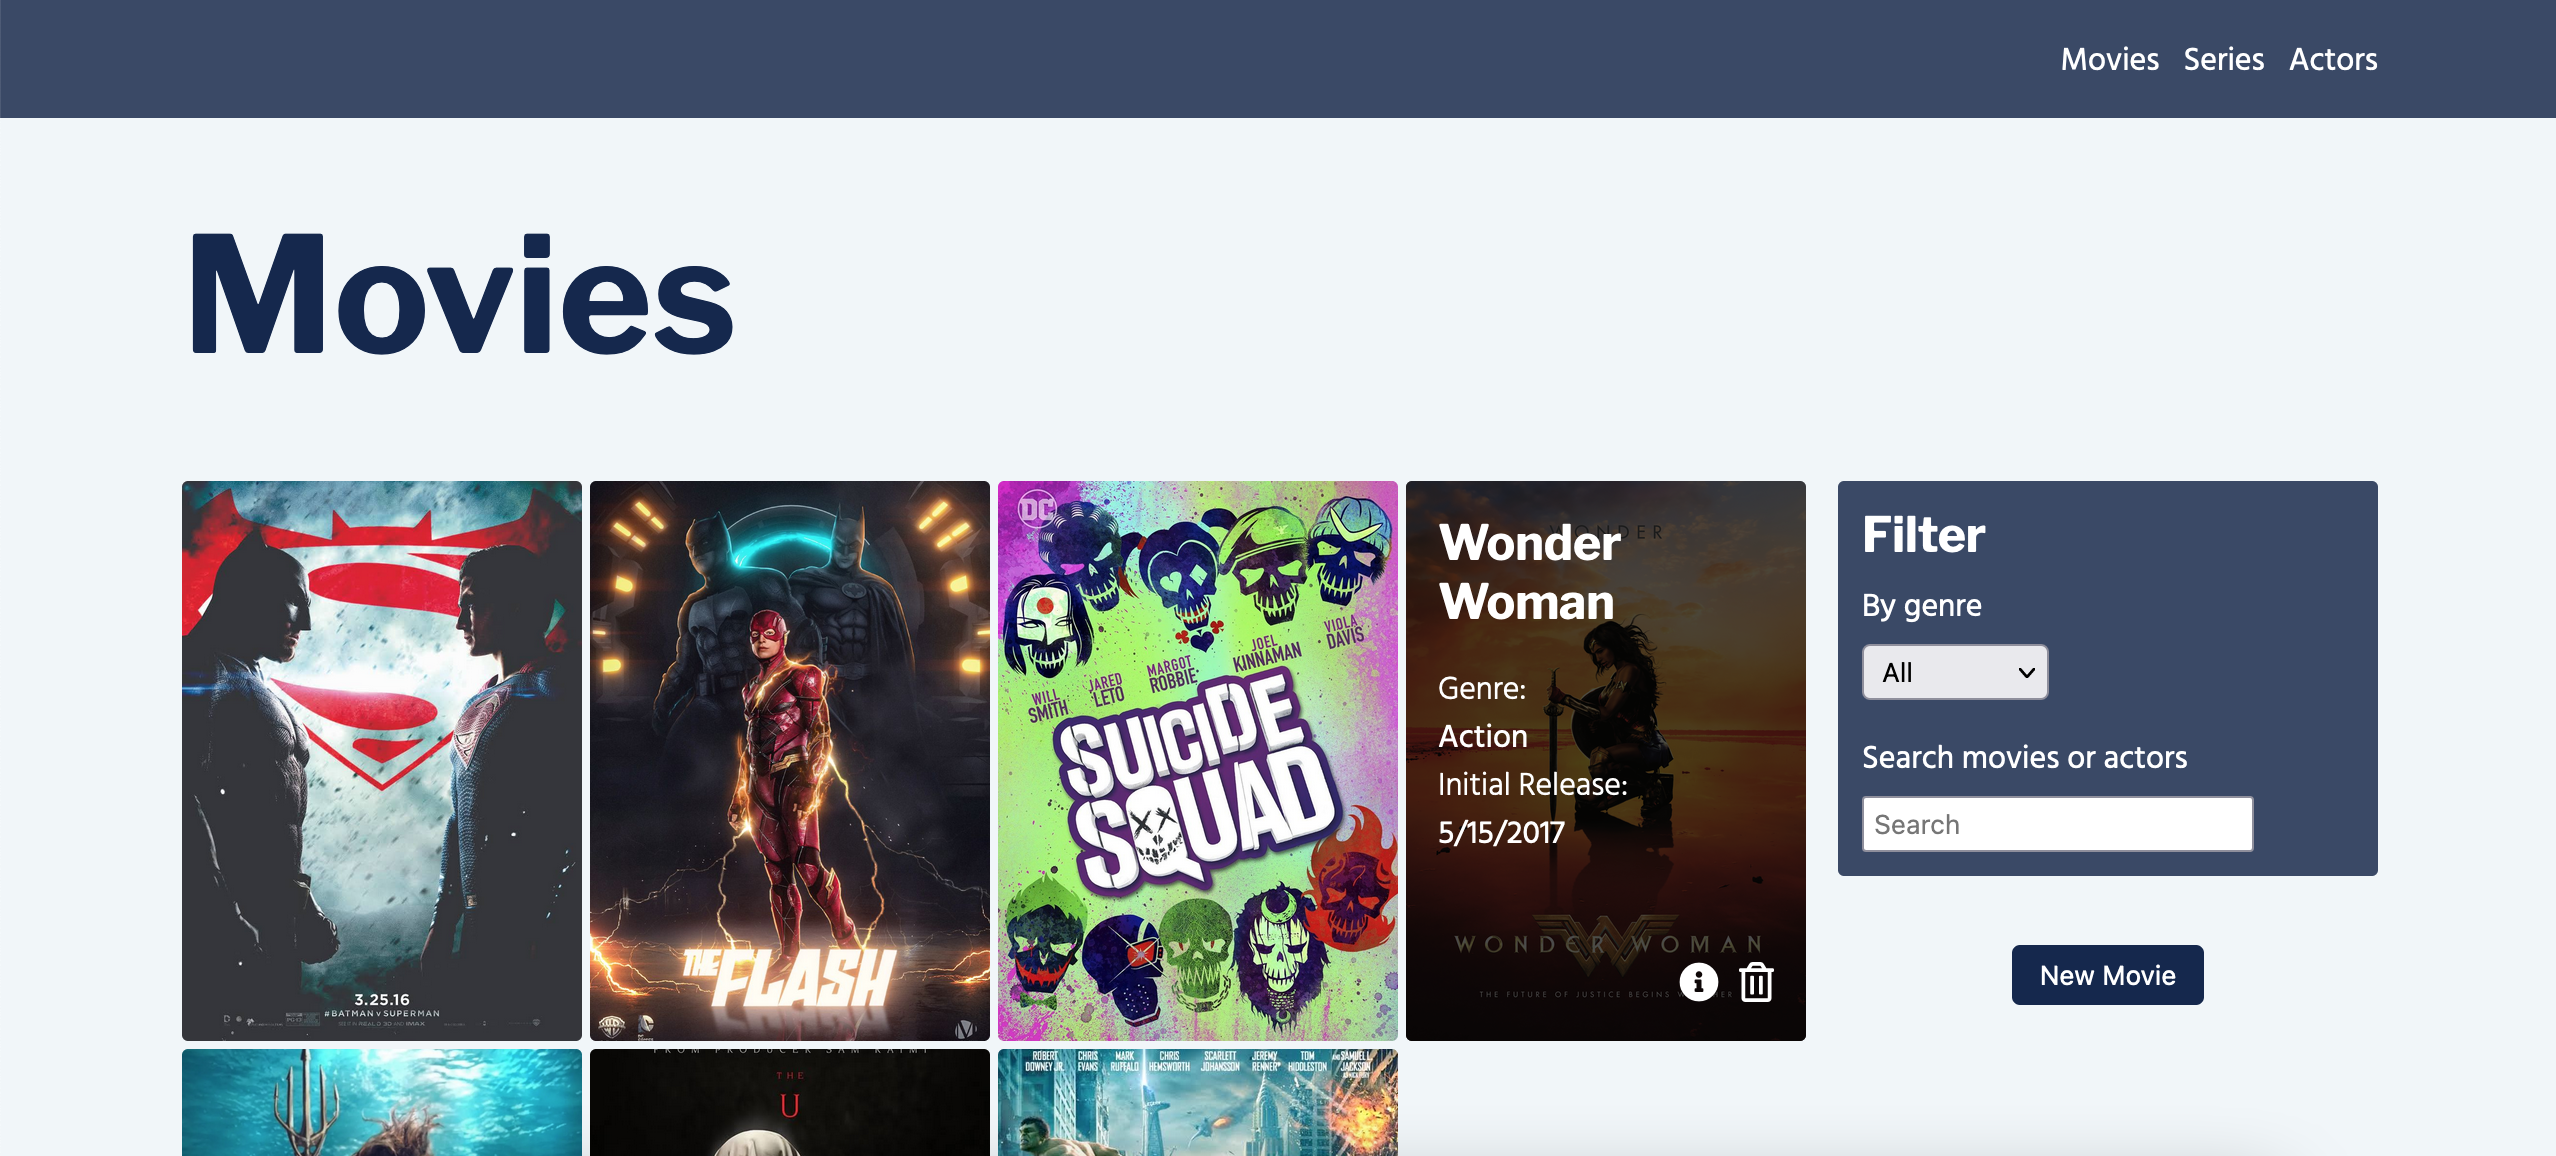 Movies Series Actors
Movies
3.25.16
#BATMANvSUPERMAN
THE
FLASH
DC
WILL SMITH
JARED LETO
MARGOT ROBBIE
JOEL KINNAMAN
VIOLA DAVIS
SUICIDE
SQUAD
WONDER
Wonder
Woman
Genre:
Action
Initial Release:
5/15/2017
WONDER WOMAN
THE FUTURE OF JUSTICE BEGINS
Filter
By genre
All
Search movies or actors
Search
New Movie
FROM PRODUCER SAM RAIMI
THE
U
ROBERT DOWNEY JR.
CHRIS EVANS
MARK RUFFALO
CHRIS HEMSWORTH
SCARLETT JOHANSSON
JEREMY RENNER
TOM HIDDLESTON
AND SAMUEL L. JACKSON